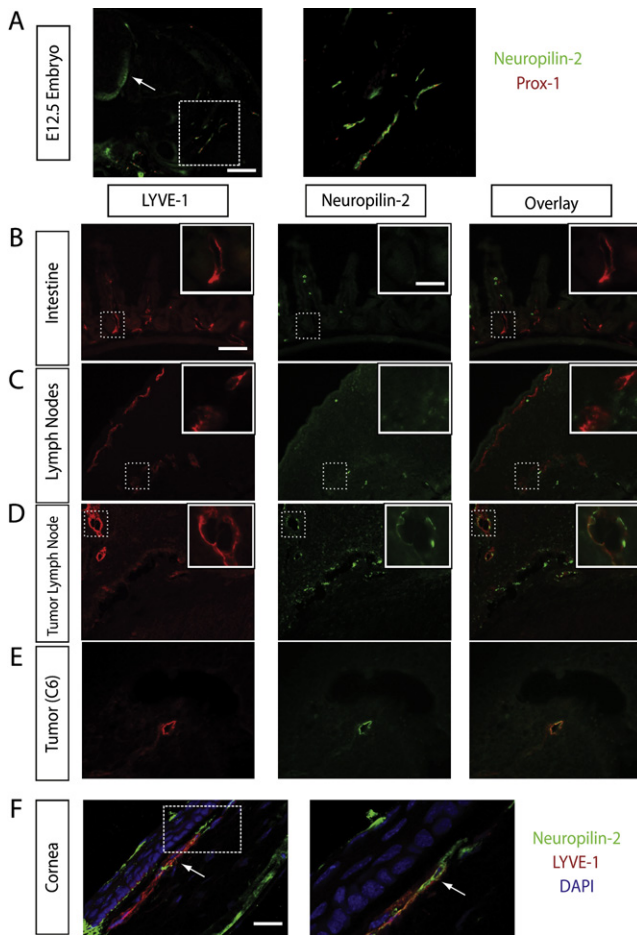 A
E12.5 Embryo
Neuropilin-2
Prox-1
LYVE-1
Neuropilin-2
Overlay
B
Intestine
C
Lymph Nodes
D
Tumor Lymph Node
E
Tumor (C6)
F
Cornea
Neuropilin-2
LYVE-1
DAPI